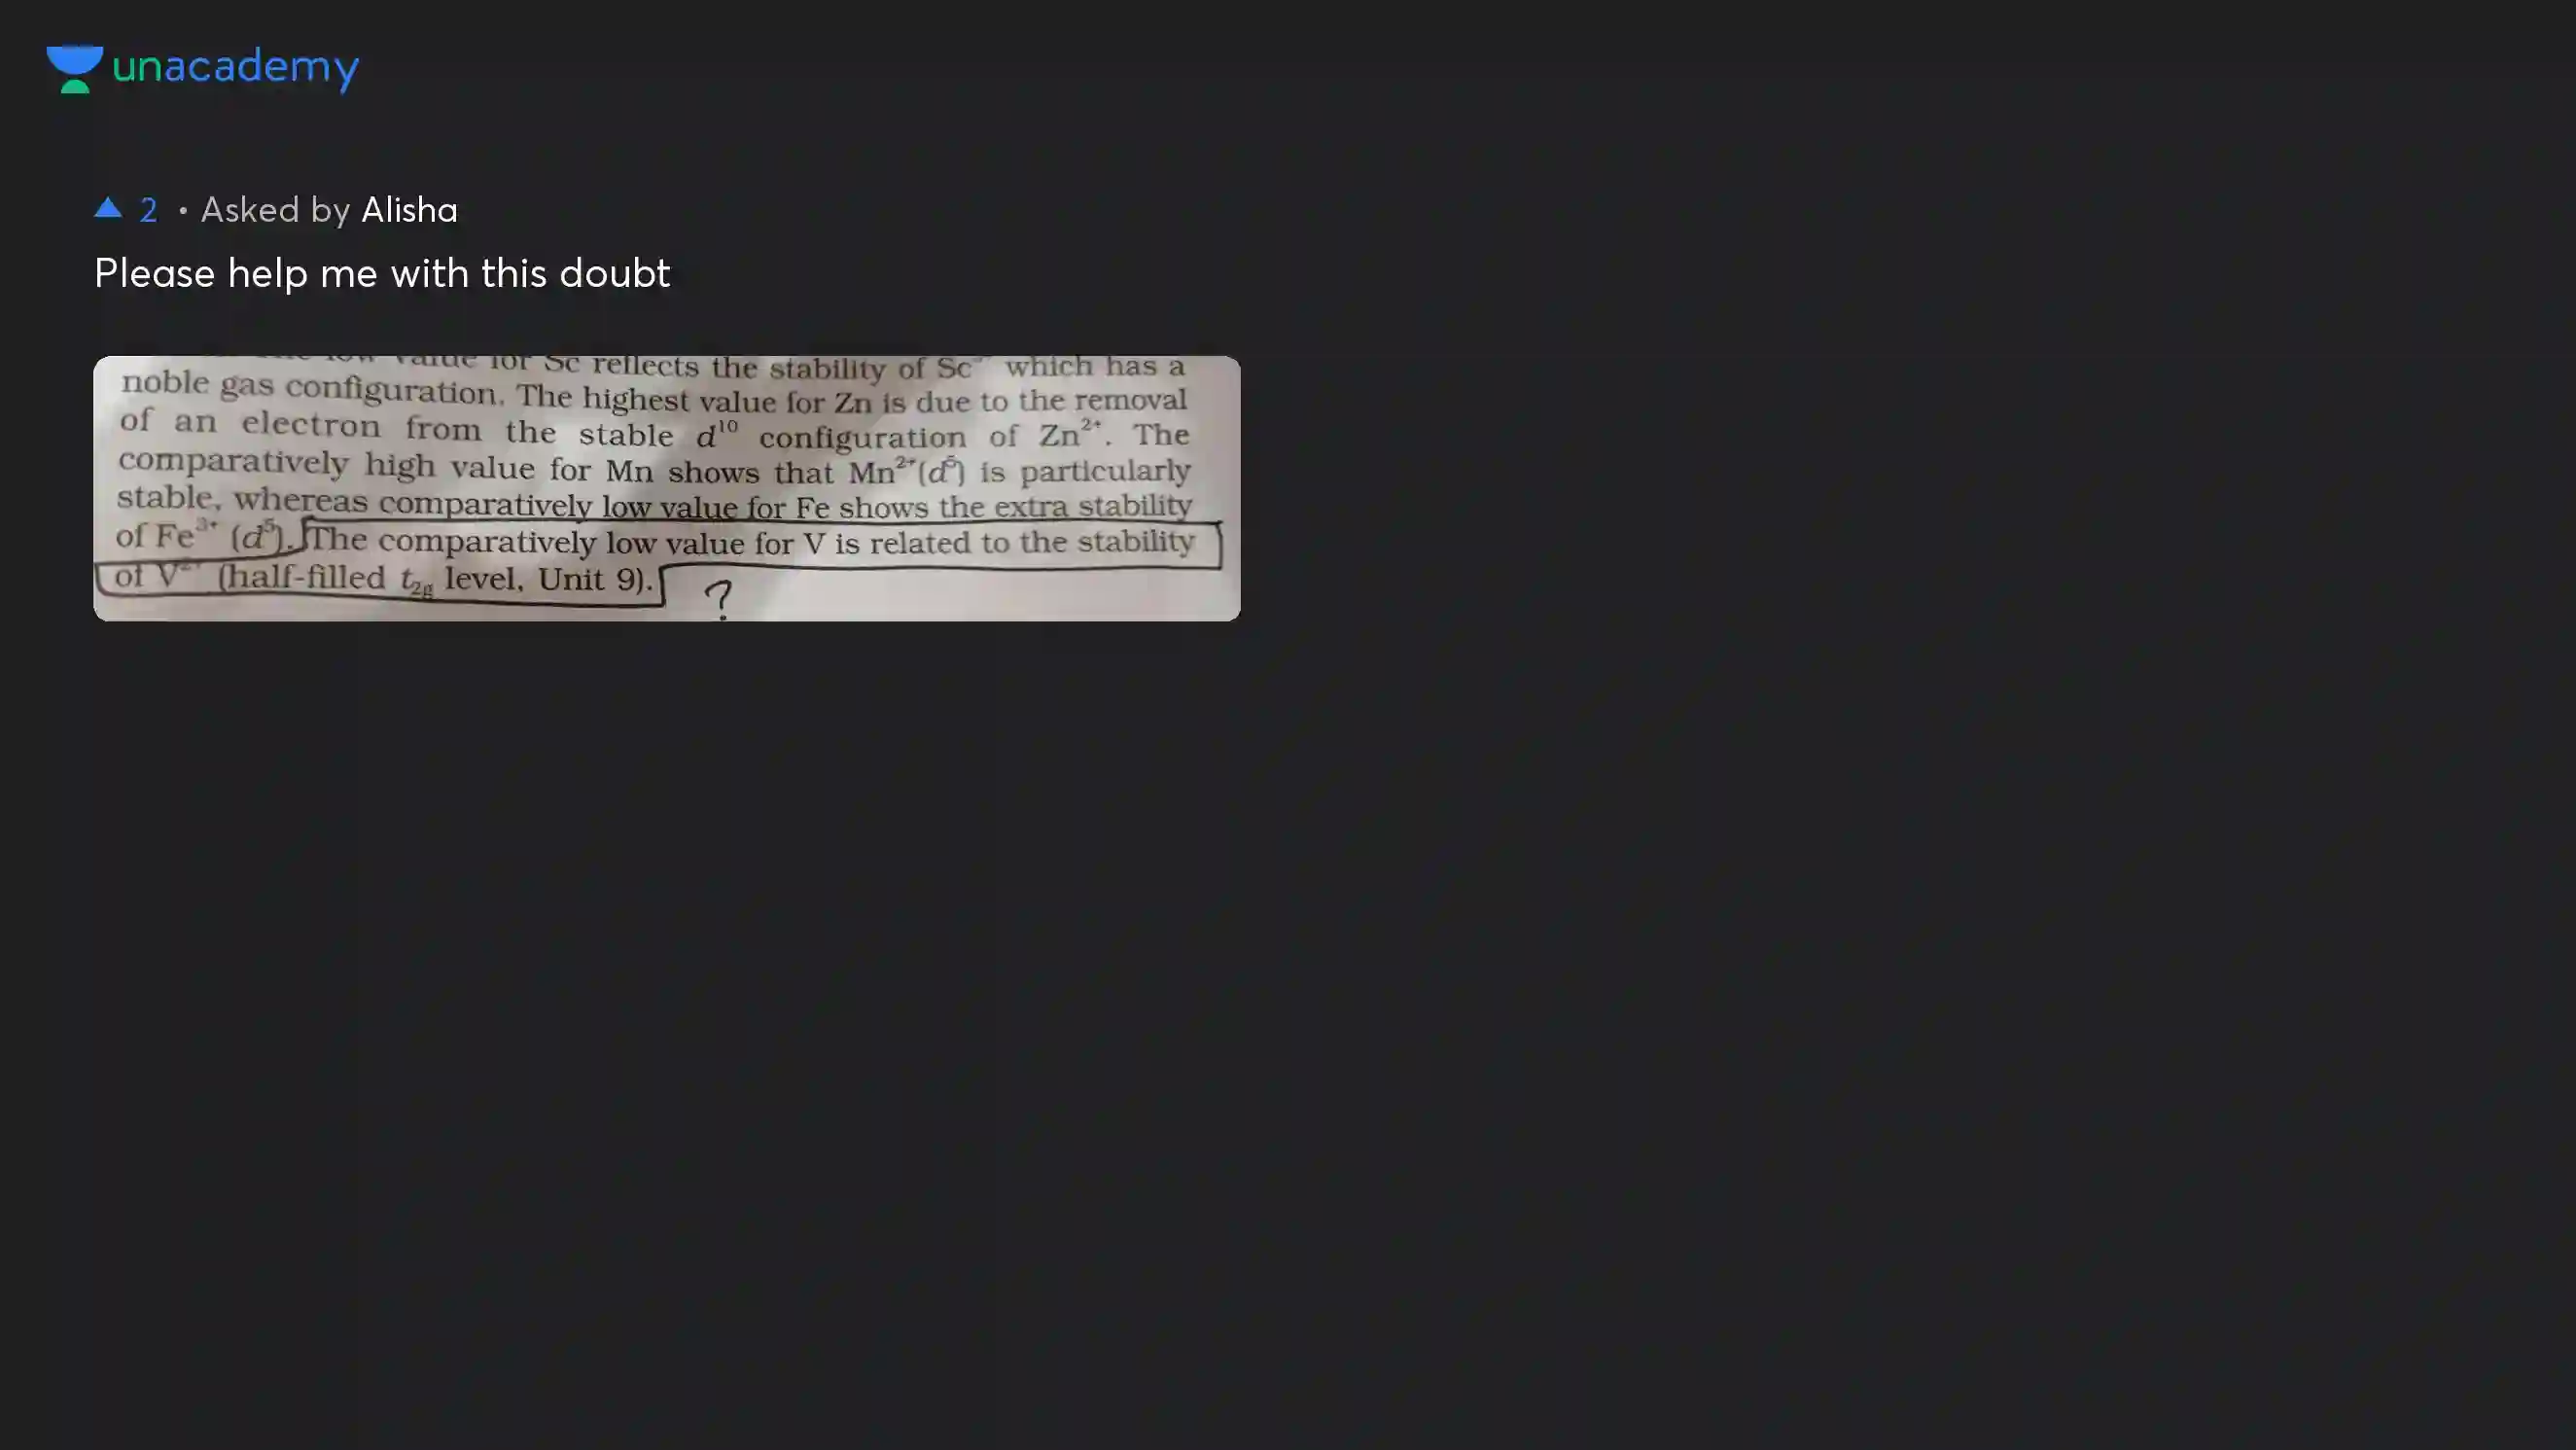 unacademy
▲ 2 • Asked by Alisha
Please help me with this doubt
low value for Sc reflects the stability of Sc which has a
noble gas configuration. The highest value for Zn is due to the removal
of an electron from the stable d¹⁰ configuration of Zn²⁺. The
comparatively high value for Mn shows that Mn²⁺(d⁵) is particularly
stable, whereas comparatively low value for Fe shows the extra stability
of Fe³⁺ (d⁵). The comparatively low value for V is related to the stability
of V²⁺ (half-filled t₂g level, Unit 9).
?